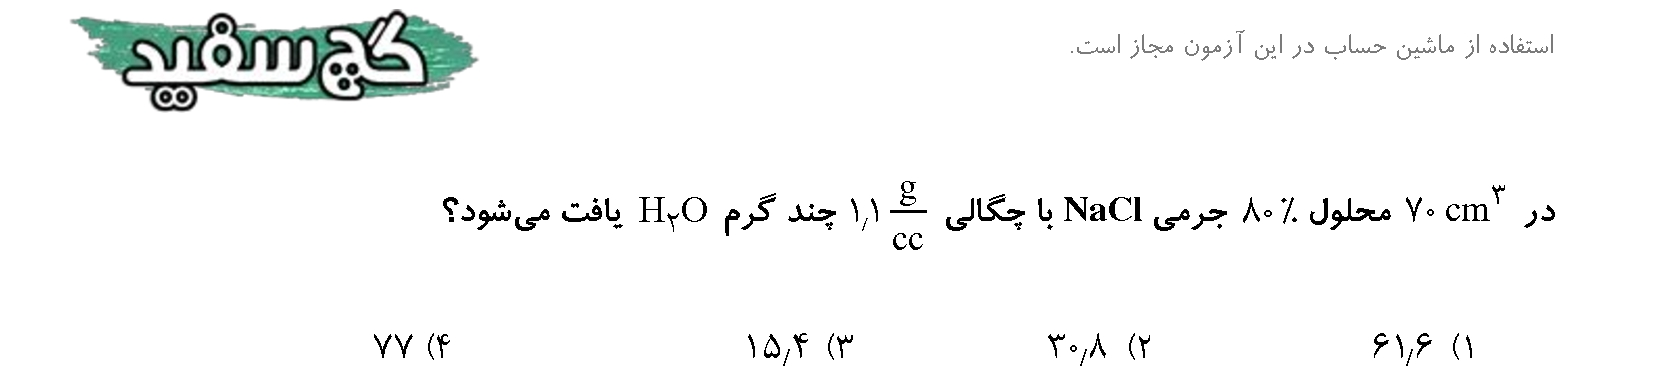 گچ سفید
استفاده از ماشین حساب در این آزمون مجاز است.
در ۷۰ cm³ محلول ۸۰٪ جرمی NaCl با چگالی ۱٫۱ g/cc چند گرم H₂O یافت می‌شود؟
۱) ۶۱٫۶ ۲) ۳۰٫۸ ۳) ۱۵٫۴ ۴) ۷۷